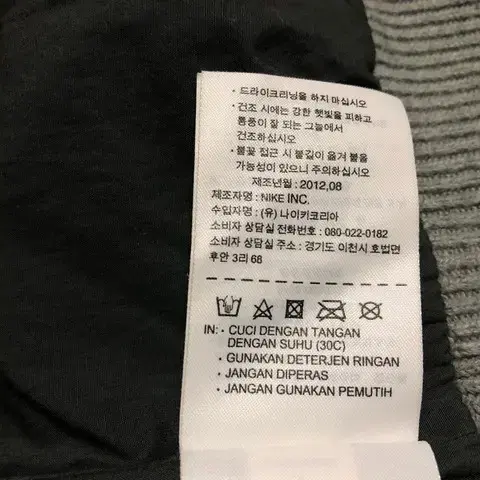 · 드라이크리닝을 하지 마십시오
· 건조 시에는 강한 햇빛을 피하고
통풍이 잘 되는 그늘에서
건조하십시오
· 불꽃 접근 시 불길이 옮겨 붙을
가능성이 있으니 주의하십시오
제조년월 : 2012,08
제조자명 : NIKE INC.
수입자명 : (유) 나이키코리아
소비자 상담실 전화번호 : 080-022-0182
소비자 상담실 주소 : 경기도 이천시 호법면
후안 3리 68
IN: · CUCI DENGAN TANGAN
DENGAN SUHU (30C)
· GUNAKAN DETERJEN RINGAN
· JANGAN DIPERAS
· JANGAN GUNAKAN PEMUTIH